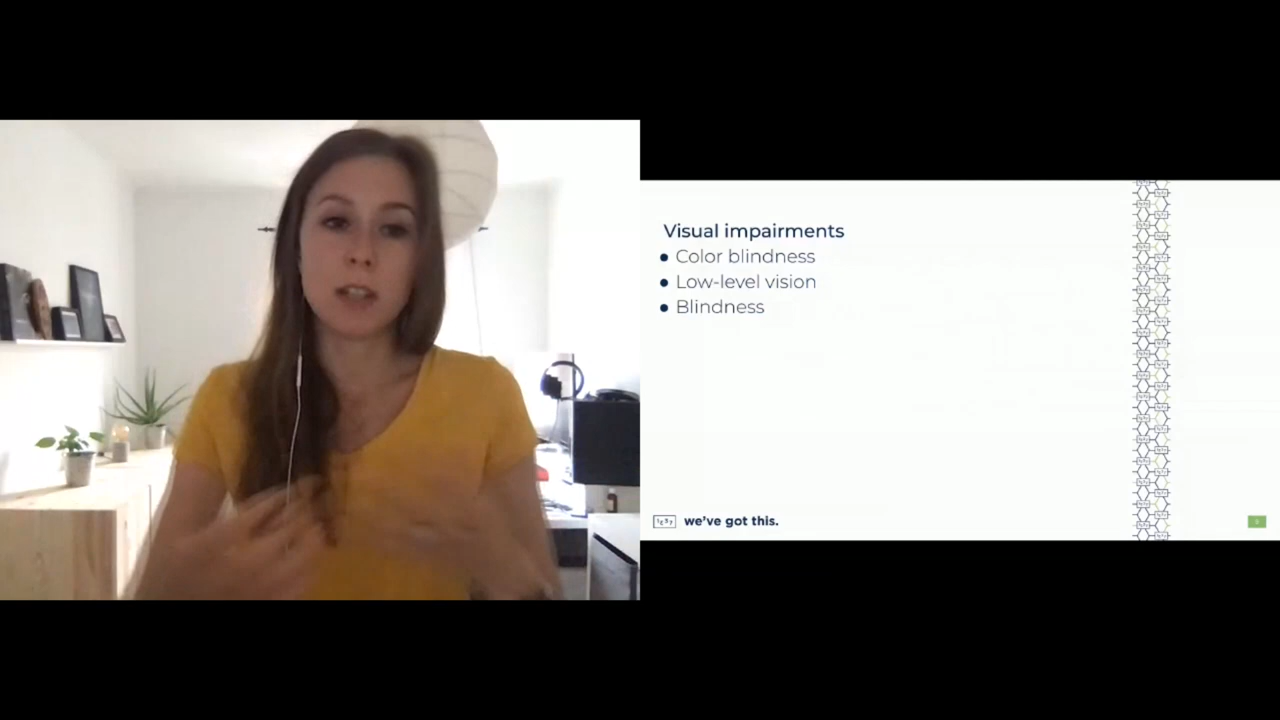 Visual impairments
Color blindness
Low-level vision
Blindness
we've got this.